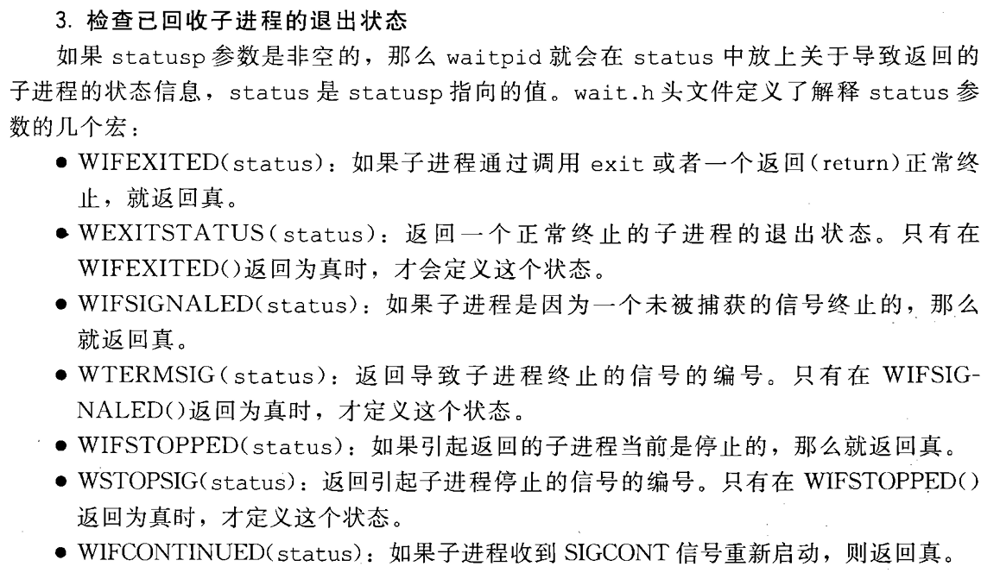 3. 检查已回收子进程的退出状态
如果 statusp 参数是非空的，那么 waitpid 就会在 status 中放上关于导致返回的
子进程的状态信息，status 是 statusp 指向的值。wait.h 头文件定义了解释 status 参
数的几个宏：
● WIFEXITED(status)：如果子进程通过调用 exit 或者一个返回(return)正常终
止，就返回真。
● WEXITSTATUS(status)：返回一个正常终止的子进程的退出状态。只有在
WIFEXITED()返回为真时，才会定义这个状态。
● WIFSIGNALED(status)：如果子进程是因为一个未被捕获的信号终止的，那么
就返回真。
● WTERMSIG(status)：返回导致子进程终止的信号的编号。只有在 WIFSIG-
NALED()返回为真时，才定义这个状态。
● WIFSTOPPED(status)：如果引起返回的子进程当前是停止的，那么就返回真。
● WSTOPSIG(status)：返回引起子进程停止的信号的编号。只有在 WIFSTOPPED()
返回为真时，才定义这个状态。
● WIFCONTINUED(status)：如果子进程收到 SIGCONT 信号重新启动，则返回真。